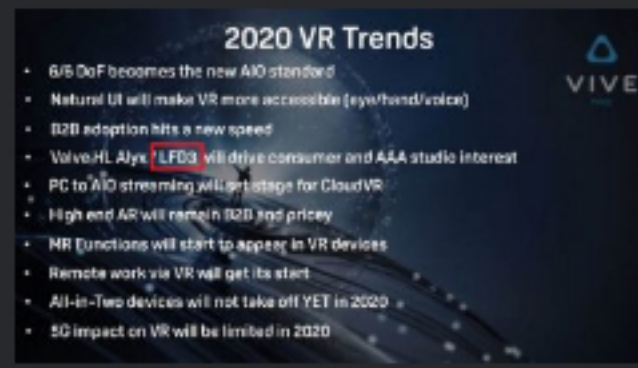 2020 VR Trends
VIVE
• 6/6 DoF becomes the new AIO standard
• Natural UI will make VR more accessible (eye/hand/voice)
• B2B adoption hits a new speed
• Valve HL Alyx / LFD3 will drive consumer and AAA studio interest
• PC to AIO streaming will set stage for CloudVR
• High end AR will remain B2B and pricey
• MR Functions will start to appear in VR devices
• Remote work via VR will get its start
• All-in-Two devices will not take off YET in 2020
• 5G impact on VR will be limited in 2020